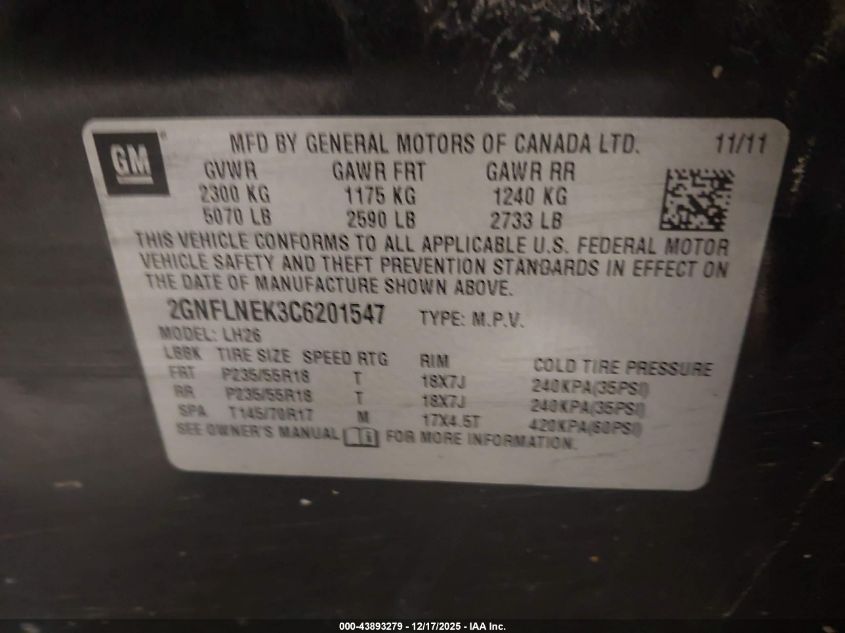 GM ® MFD BY GENERAL MOTORS OF CANADA LTD. 11/11
GVWR GAWR FRT GAWR RR
2300 KG 1175 KG 1240 KG
5070 LB 2590 LB 2733 LB
THIS VEHICLE CONFORMS TO ALL APPLICABLE U.S. FEDERAL MOTOR
VEHICLE SAFETY AND THEFT PREVENTION STANDARDS IN EFFECT ON
THE DATE OF MANUFACTURE SHOWN ABOVE.
2GNFLNEK3C6201547 TYPE: M.P.V.
MODEL: LH26
LBBK TIRE SIZE SPEED RTG RIM COLD TIRE PRESSURE
FRT P235/55R18 T 18X7J 240KPA(35PSI)
RR P235/55R18 T 18X7J 240KPA(35PSI)
SPA T145/70R17 M 17X4.5T 420KPA(60PSI)
SEE OWNER'S MANUAL i FOR MORE INFORMATION.
000-43893279 – 12/17/2025 – IAA Inc.